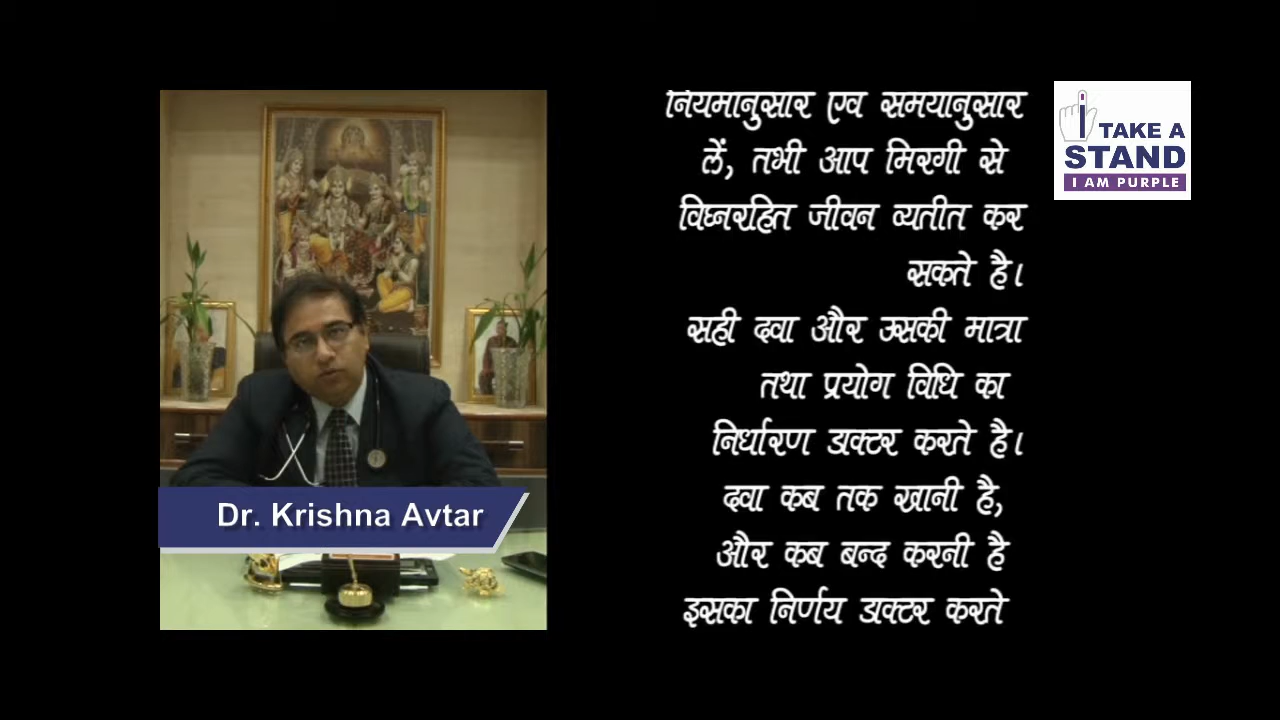 Dr. Krishna Avtar
नियमानुसार एवं समयानुसार
लें, तभी आप मिरगी से
विघ्नरहित जीवन व्यतीत कर
सकते है।
सही दवा और उसकी मात्रा
तथा प्रयोग विधि का
निर्धारण डाक्टर करते है।
दवा कब तक खानी है,
और कब बन्द करनी है
इसका निर्णय डाक्टर करते
I TAKE A
STAND
I AM PURPLE